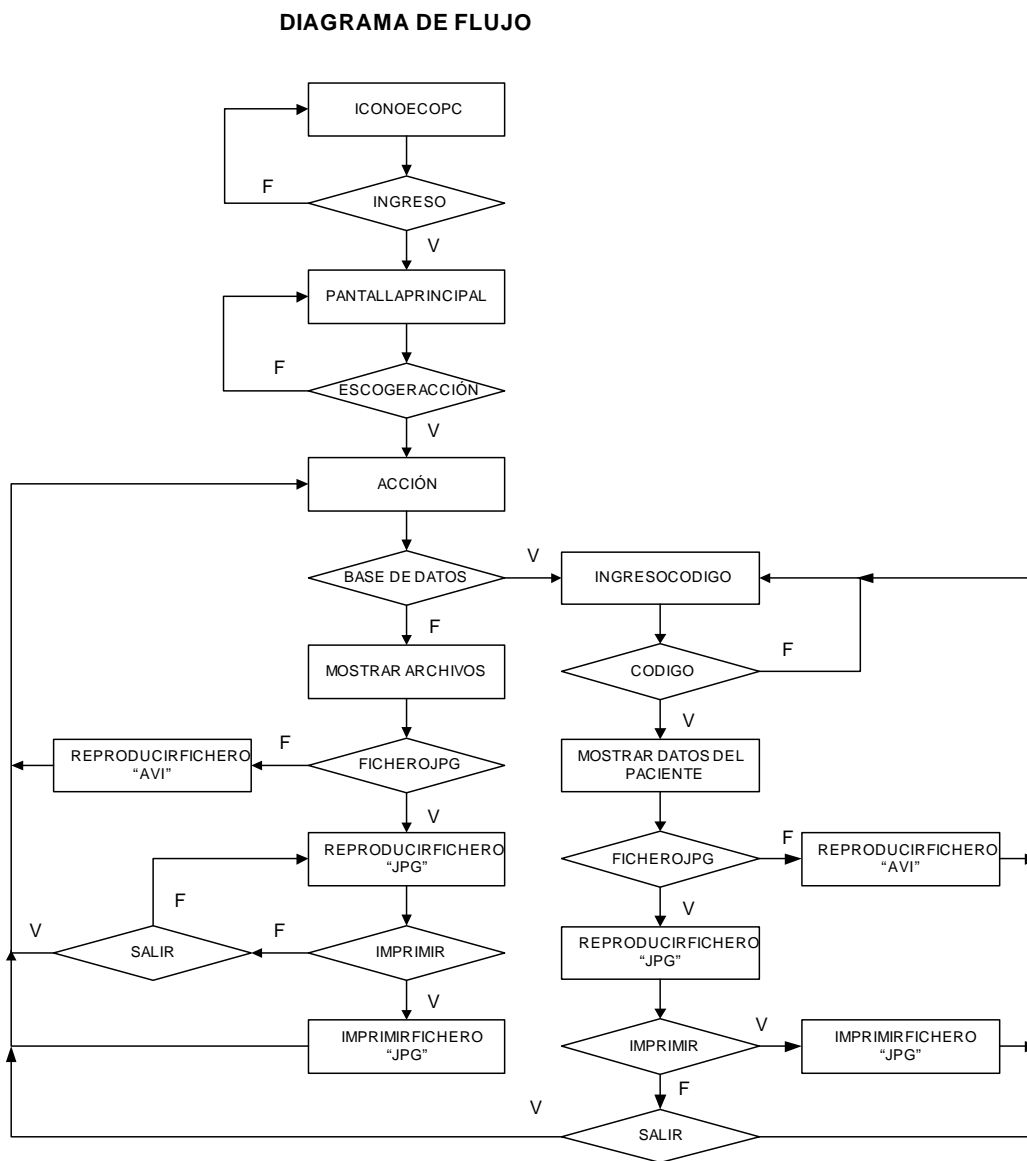 DIAGRAMA DE FLUJO
ICONOECOPC
F
INGRESO
V
PANTALLAPRINCIPAL
F
ESCOGERACCIÓN
V
ACCIÓN
BASE DE DATOS
V
INGRESOCODIGO
F
MOSTRAR ARCHIVOS
CODIGO
F
V
REPRODUCIRFICHERO
“AVI”
F
FICHEROJPG
MOSTRAR DATOS DEL
PACIENTE
V
REPRODUCIRFICHERO
“JPG”
FICHEROJPG
F
REPRODUCIRFICHERO
“AVI”
F
V
V
SALIR
F
IMPRIMIR
REPRODUCIRFICHERO
“JPG”
V
IMPRIMIRFICHERO
“JPG”
IMPRIMIR
V
IMPRIMIRFICHERO
“JPG”
F
V
SALIR